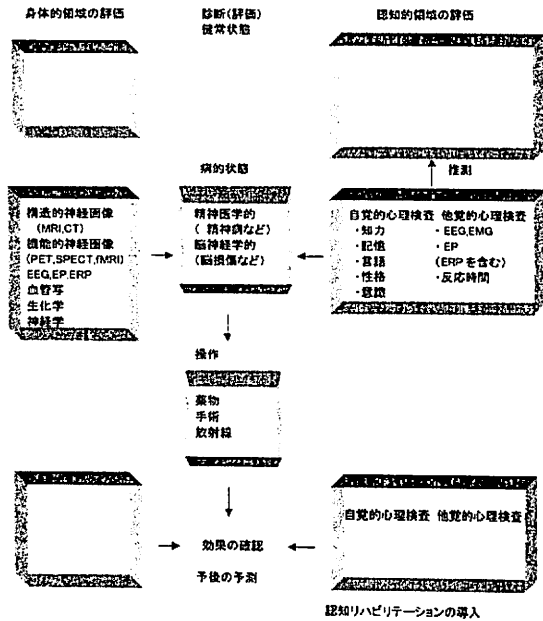 身体的領域の評価
診断(評価)
健常状態
認知的領域の評価
病的状態
推測
構造的神経画像
(MRI,CT)
機能的神経画像
(PET,SPECT,fMRI)
EEG,EP,ERP
血管写
生化学
神経学
精神医学的
(精神病など)
脳神経学的
(脳損傷など)
自覚的心理検査 他覚的心理検査
・知力 ・EEG,EMG
・記憶 ・EP
・言語 (ERPを含む)
・性格 ・反応時間
・意識
操作
薬物
手術
放射線
自覚的心理検査 他覚的心理検査
効果の確認
予後の予測
認知リハビリテーションの導入